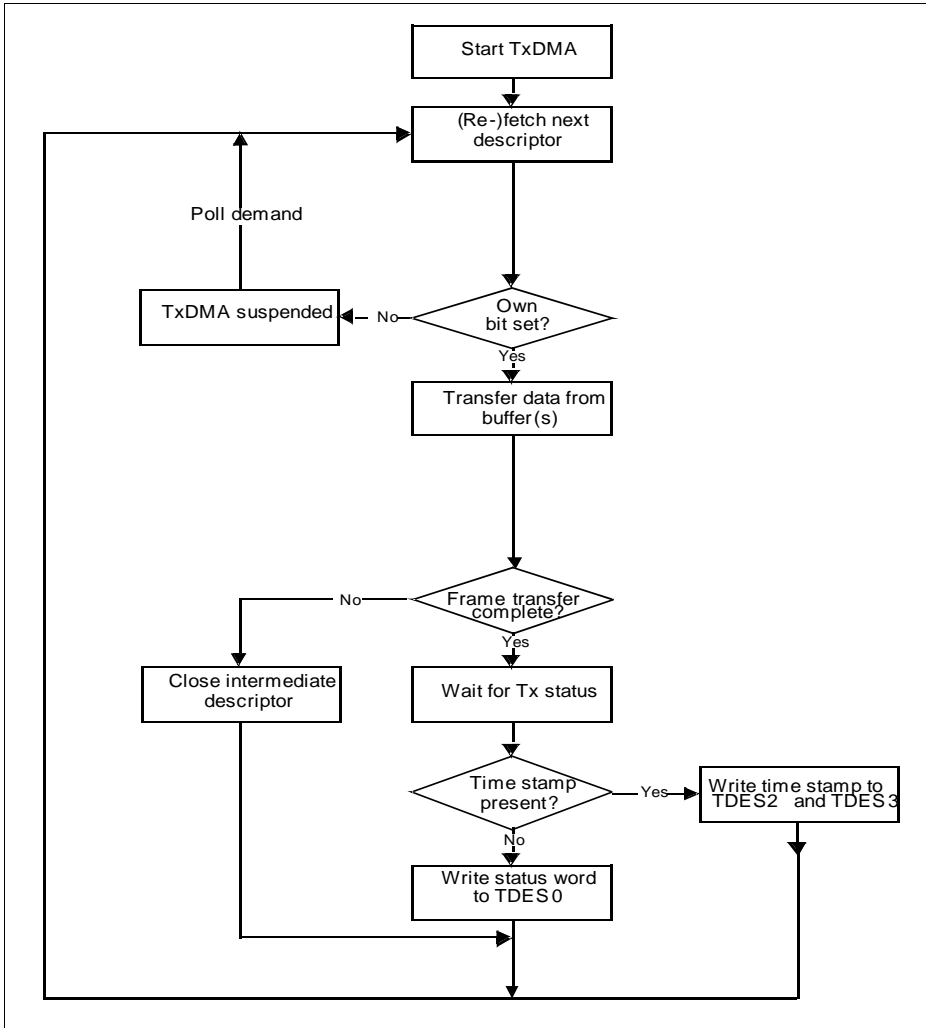 Start TxDMA
(Re-)fetch next
descriptor
Poll demand
TxDMA suspended
No
Own
bit set?
Yes
Transfer data from
buffer(s)
No
Frame transfer
complete?
Yes
Close intermediate
descriptor
Wait for Tx status
Time stamp
present?
Yes
Write time stamp to
TDES2 and TDES3
No
Write status word
to TDES0